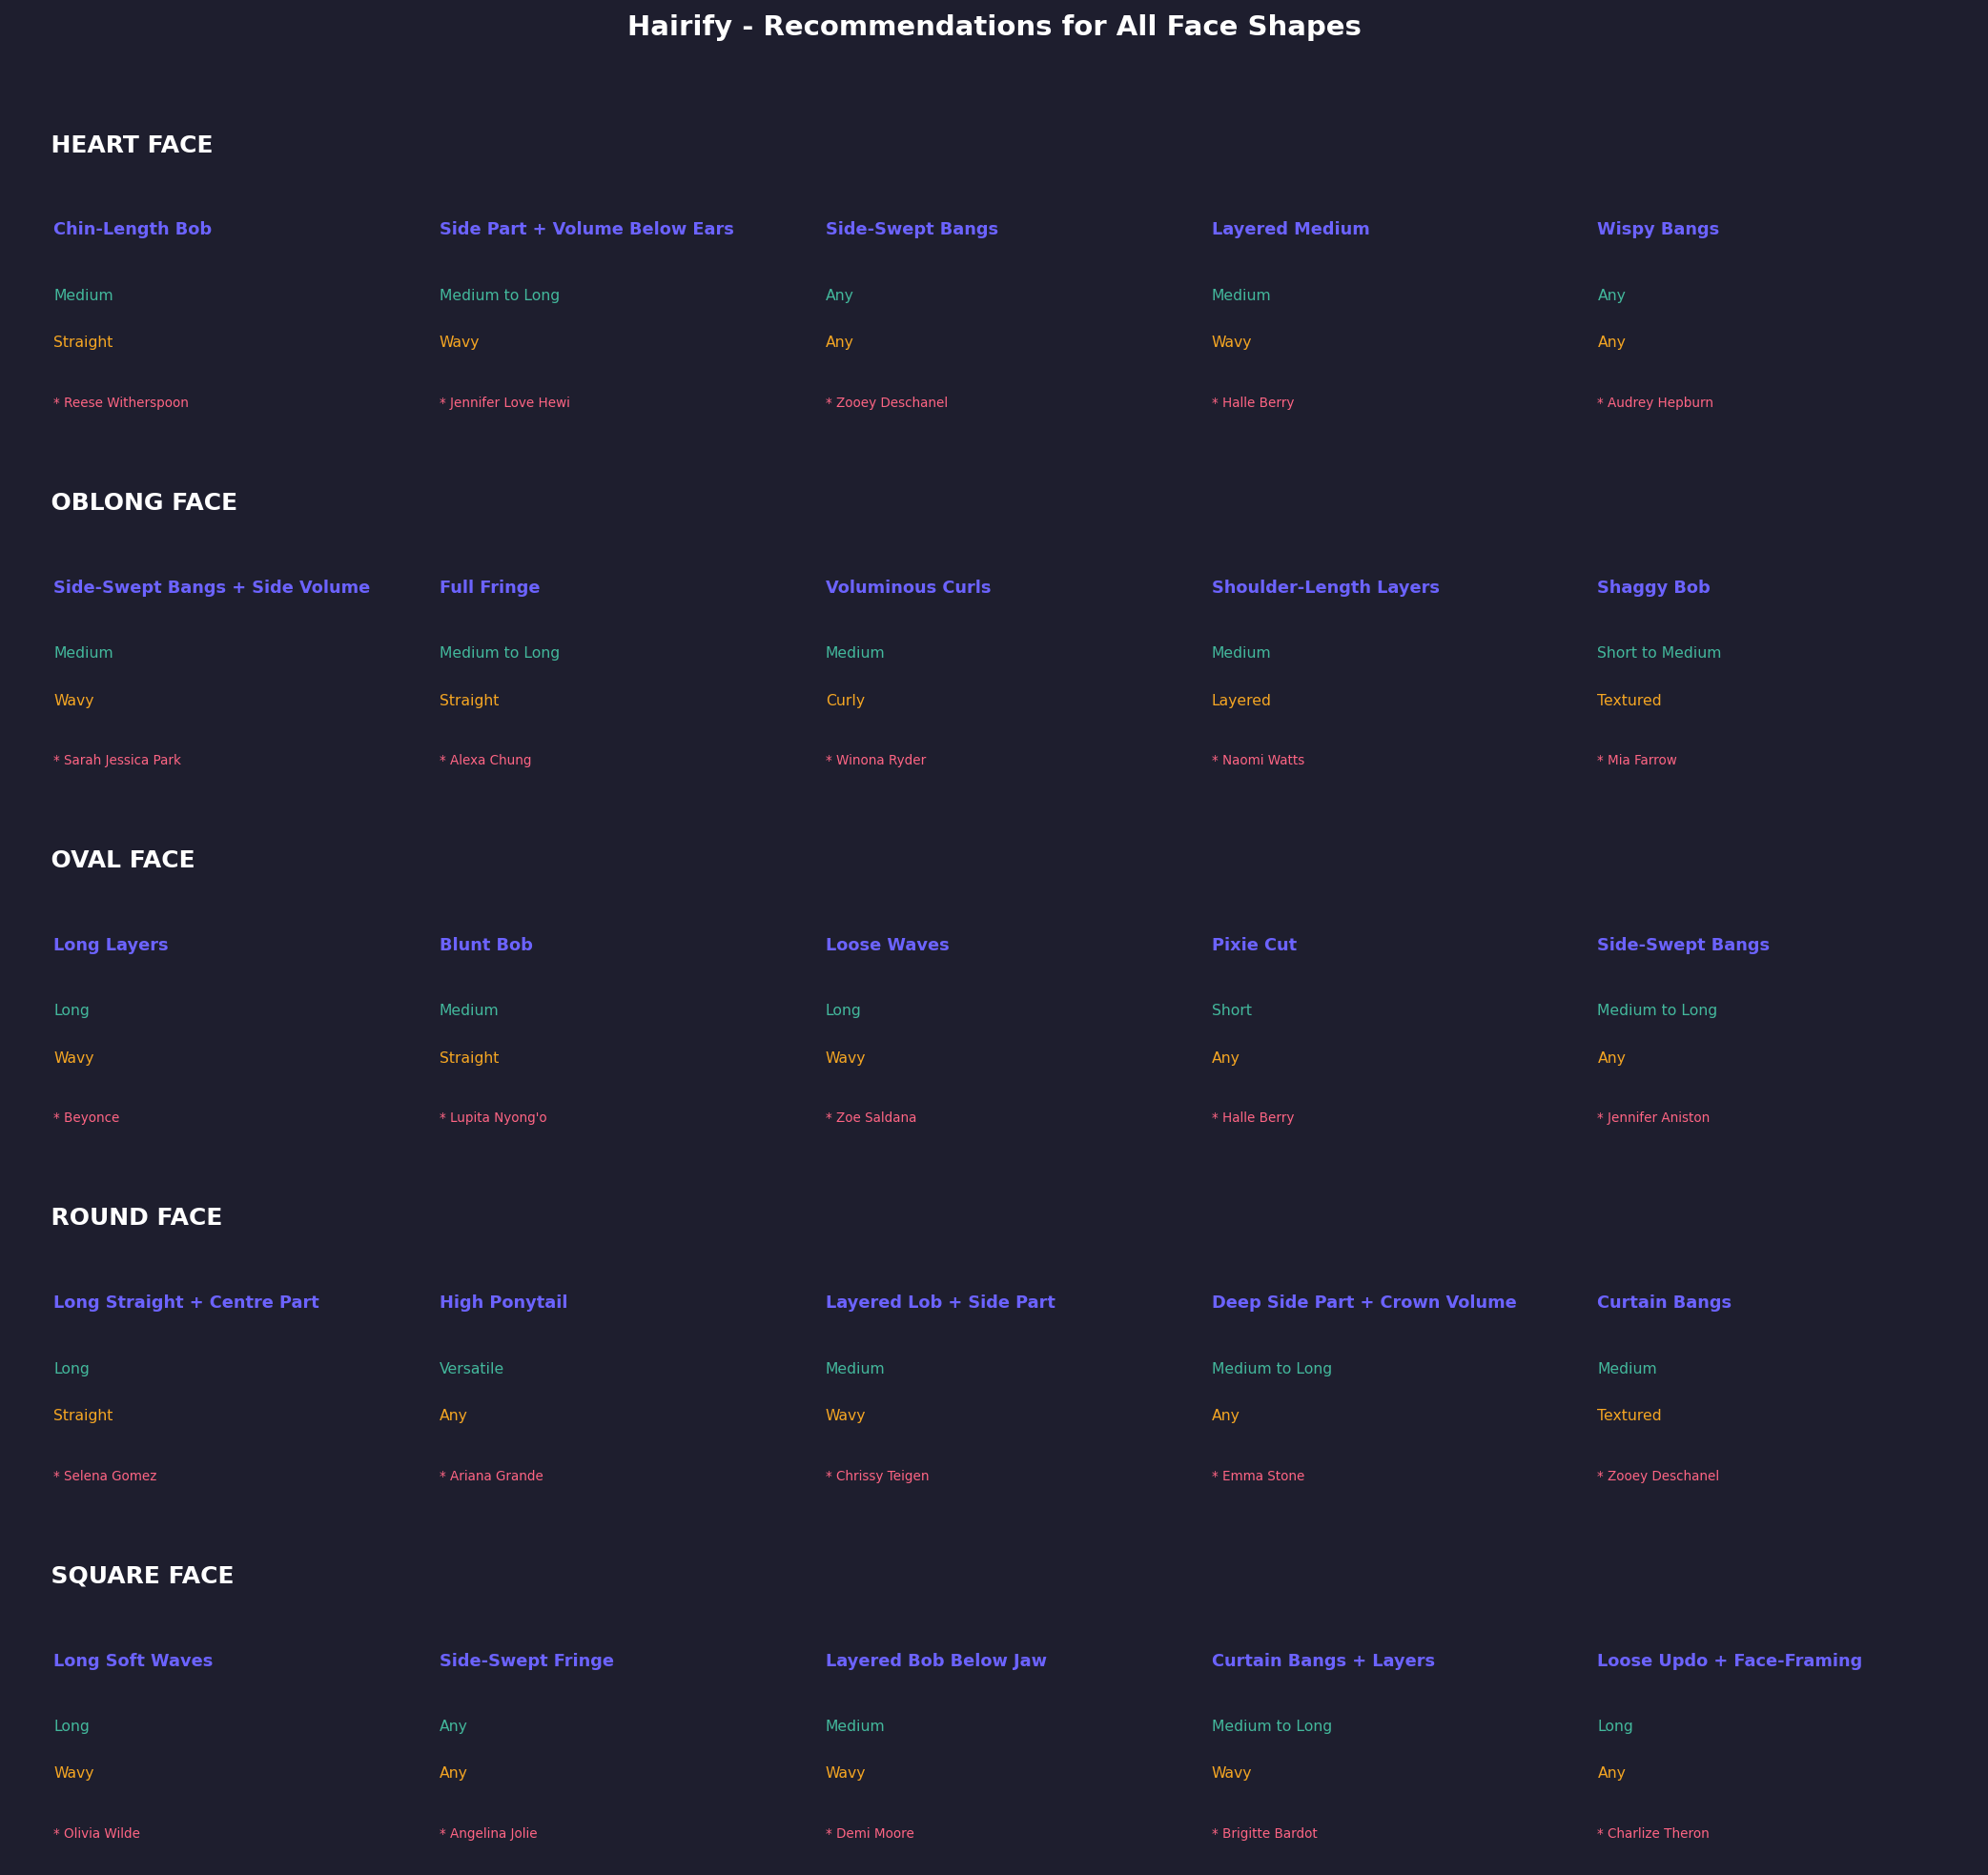 Hairify - Recommendations for All Face Shapes
HEART FACE
Chin-Length Bob
Medium
Straight
* Reese Witherspoon
Side Part + Volume Below Ears
Medium to Long
Wavy
* Jennifer Love Hewi
Side-Swept Bangs
Any
Any
* Zooey Deschanel
Layered Medium
Medium
Wavy
* Halle Berry
Wispy Bangs
Any
Any
* Audrey Hepburn
OBLONG FACE
Side-Swept Bangs + Side Volume
Medium
Wavy
* Sarah Jessica Park
Full Fringe
Medium to Long
Straight
* Alexa Chung
Voluminous Curls
Medium
Curly
* Winona Ryder
Shoulder-Length Layers
Medium
Layered
* Naomi Watts
Shaggy Bob
Short to Medium
Textured
* Mia Farrow
OVAL FACE
Long Layers
Long
Wavy
* Beyonce
Blunt Bob
Medium
Straight
* Lupita Nyong'o
Loose Waves
Long
Wavy
* Zoe Saldana
Pixie Cut
Short
Any
* Halle Berry
Side-Swept Bangs
Medium to Long
Any
* Jennifer Aniston
ROUND FACE
Long Straight + Centre Part
Long
Straight
* Selena Gomez
High Ponytail
Versatile
Any
* Ariana Grande
Layered Lob + Side Part
Medium
Wavy
* Chrissy Teigen
Deep Side Part + Crown Volume
Medium to Long
Any
* Emma Stone
Curtain Bangs
Medium
Textured
* Zooey Deschanel
SQUARE FACE
Long Soft Waves
Long
Wavy
* Olivia Wilde
Side-Swept Fringe
Any
Any
* Angelina Jolie
Layered Bob Below Jaw
Medium
Wavy
* Demi Moore
Curtain Bangs + Layers
Medium to Long
Wavy
* Brigitte Bardot
Loose Updo + Face-Framing
Long
Any
* Charlize Theron